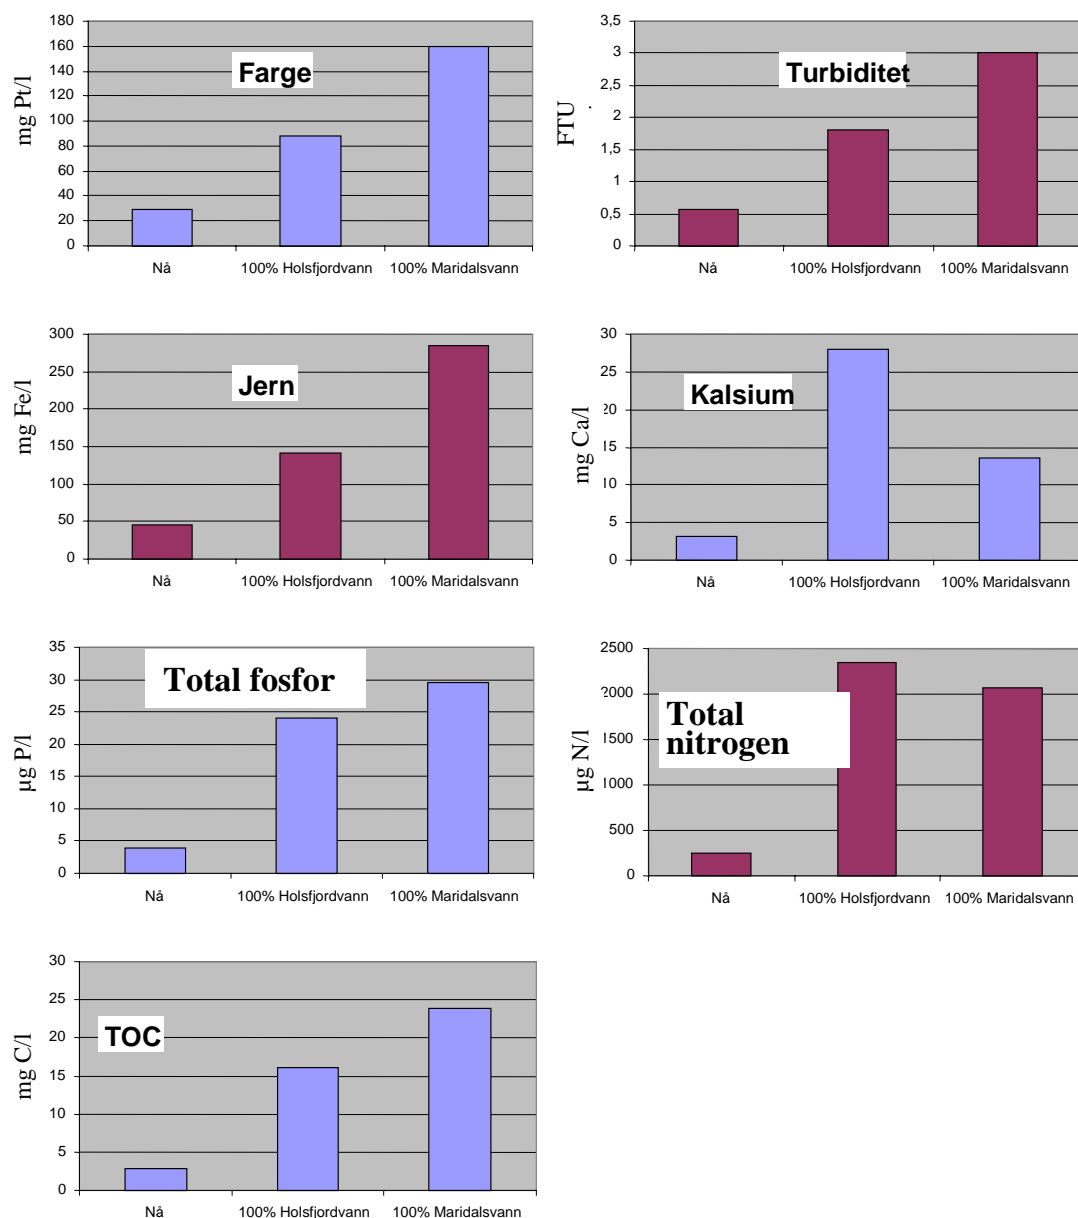 Farge
mg Pt/l
180
160
140
120
100
80
60
40
20
0
Nå 100% Holsfjordvann 100% Maridalsvann
Turbiditet
FTU
3,5
3
2,5
2
1,5
1
0,5
0
Nå 100% Holsfjordvann 100% Maridalsvann
Jern
mg Fe/l
300
250
200
150
100
50
0
Nå 100% Holsfjordvann 100% Maridalsvann
Kalsium
mg Ca/l
30
25
20
15
10
5
0
Nå 100% Holsfjordvann 100% Maridalsvann
Total fosfor
µg P/l
35
30
25
20
15
10
5
0
Nå 100% Holsfjordvann 100% Maridalsvann
Total
nitrogen
µg N/l
2500
2000
1500
1000
500
0
Nå 100% Holsfjordvann 100% Maridalsvann
TOC
mg C/l
30
25
20
15
10
5
0
Nå 100% Holsfjordvann 100% Maridalsvann